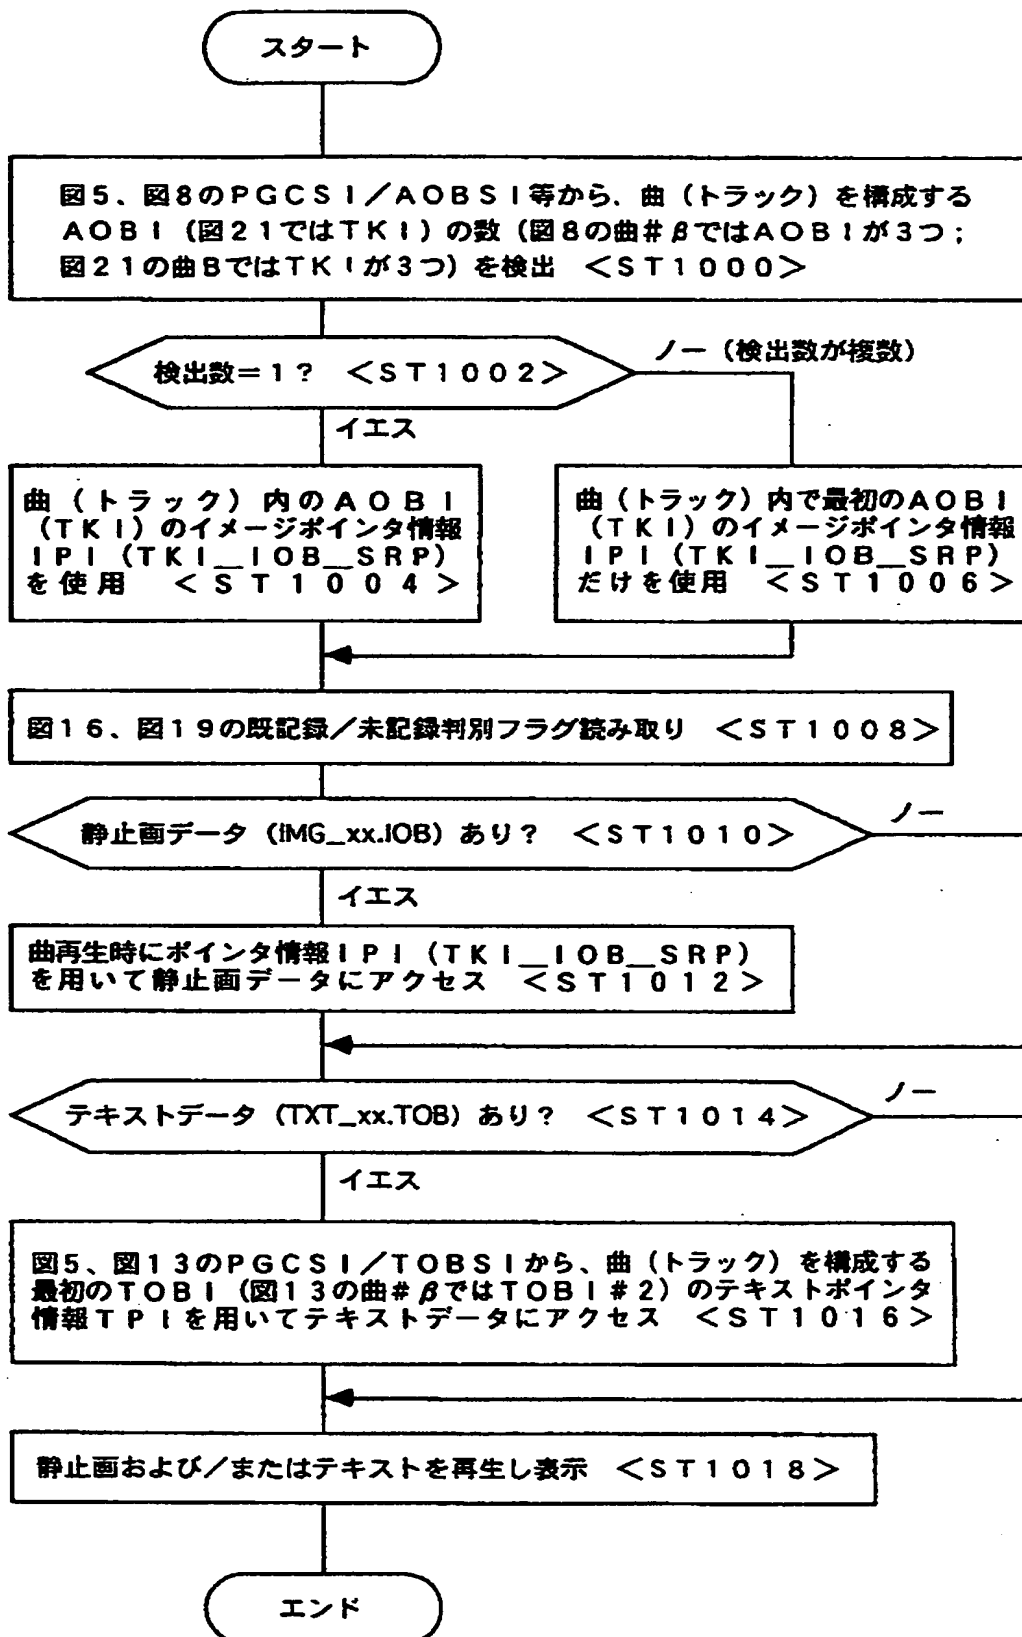 スタート
図5、図8のPGCSI/AOBSI等から、曲(トラック)を構成する
AOBI(図21ではTKI)の数(図8の曲#βではAOBIが3つ;
図21の曲BではTKIが3つ)を検出 <ST1000>
検出数=1? <ST1002>
ノー(検出数が複数)
イエス
曲(トラック)内のAOBI
(TKI)のイメージポインタ情報
IPI(TKI_IOB_SRP)
を使用 <ST1004>
曲(トラック)内で最初のAOBI
(TKI)のイメージポインタ情報
IPI(TKI_IOB_SRP)
だけを使用 <ST1006>
図16、図19の既記録/未記録判別フラグ読み取り <ST1008>
静止画データ(IMG_xx.IOB)あり? <ST1010>
ノー
イエス
曲再生時にポインタ情報IPI(TKI_IOB_SRP)
を用いて静止画データにアクセス <ST1012>
テキストデータ(TXT_xx.TOB)あり? <ST1014>
ノー
イエス
図5、図13のPGCSI/TOBSIから、曲(トラック)を構成する
最初のTOBI(図13の曲#βではTOBI#2)のテキストポインタ
情報TPIを用いてテキストデータにアクセス <ST1016>
静止画および/またはテキストを再生し表示 <ST1018>
エンド